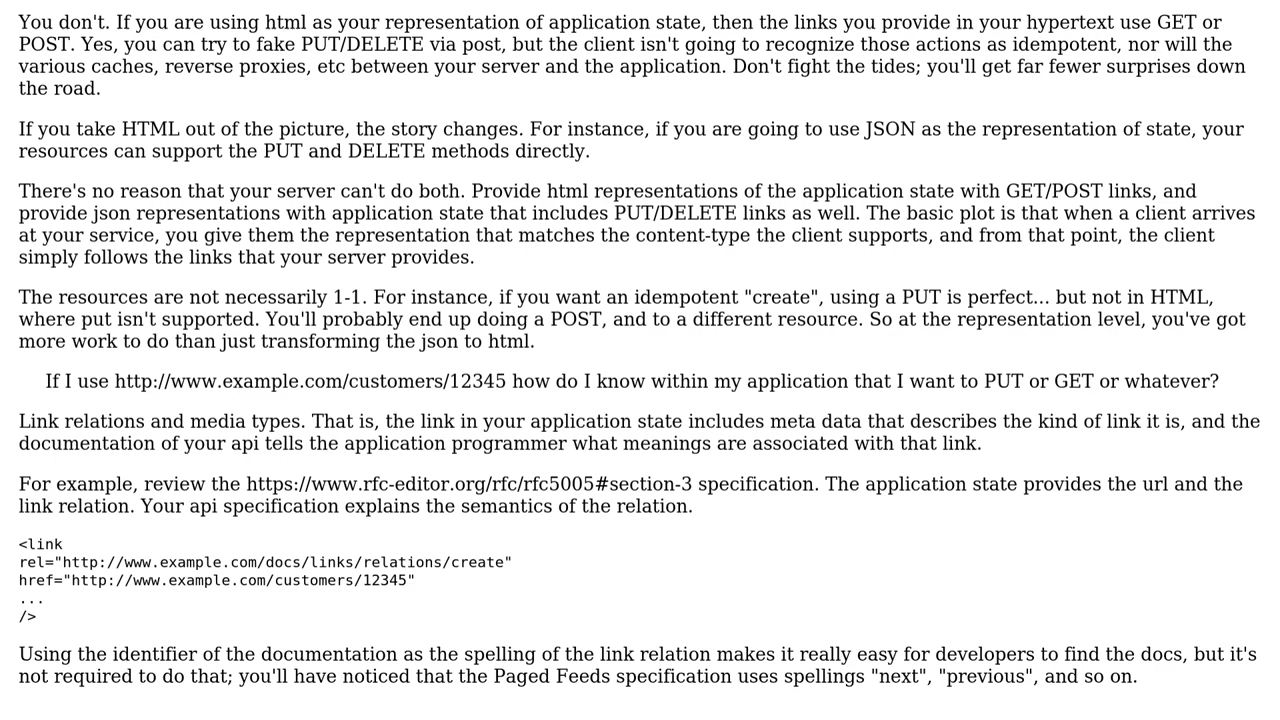 You don't. If you are using html as your representation of application state, then the links you provide in your hypertext use GET or
POST. Yes, you can try to fake PUT/DELETE via post, but the client isn't going to recognize those actions as idempotent, nor will the
various caches, reverse proxies, etc between your server and the application. Don't fight the tides; you'll get far fewer surprises down
the road.
If you take HTML out of the picture, the story changes. For instance, if you are going to use JSON as the representation of state, your
resources can support the PUT and DELETE methods directly.
There's no reason that your server can't do both. Provide html representations of the application state with GET/POST links, and
provide json representations with application state that includes PUT/DELETE links as well. The basic plot is that when a client arrives
at your service, you give them the representation that matches the content-type the client supports, and from that point, the client
simply follows the links that your server provides.
The resources are not necessarily 1-1. For instance, if you want an idempotent "create", using a PUT is perfect... but not in HTML,
where put isn't supported. You'll probably end up doing a POST, and to a different resource. So at the representation level, you've got
more work to do than just transforming the json to html.
If I use http://www.example.com/customers/12345 how do I know within my application that I want to PUT or GET or whatever?
Link relations and media types. That is, the link in your application state includes meta data that describes the kind of link it is, and the
documentation of your api tells the application programmer what meanings are associated with that link.
For example, review the https://www.rfc-editor.org/rfc/rfc5005#section-3 specification. The application state provides the url and the
link relation. Your api specification explains the semantics of the relation.
<link
rel="http://www.example.com/docs/links/relations/create"
href="http://www.example.com/customers/12345"
...
/>
Using the identifier of the documentation as the spelling of the link relation makes it really easy for developers to find the docs, but it's
not required to do that; you'll have noticed that the Paged Feeds specification uses spellings "next", "previous", and so on.